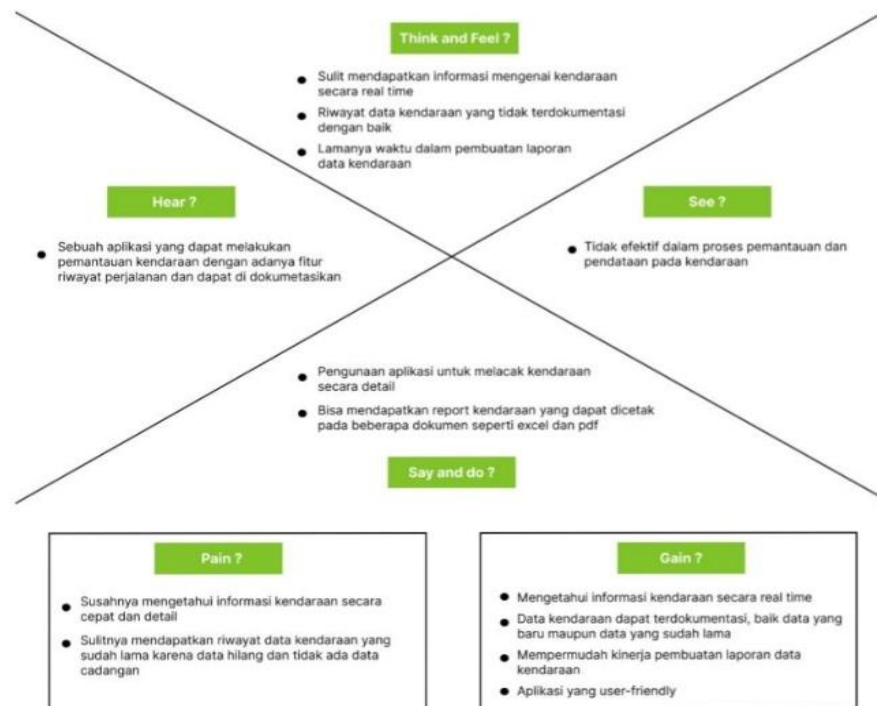 Think and Feel ?
Sulit mendapatkan informasi mengenai kendaraan
secara real time
Riwayat data kendaraan yang tidak terdokumentasi
dengan baik
Lamanya waktu dalam pembuatan laporan
data kendaraan
Hear ?
Sebuah aplikasi yang dapat melakukan
pemantauan kendaraan dengan adanya fitur
riwayat perjalanan dan dapat di dokumetasikan
See ?
Tidak efektif dalam proses pemantauan dan
pendataan pada kendaraan
Pengunaan aplikasi untuk melacak kendaraan
secara detail
Bisa mendapatkan report kendaraan yang dapat dicetak
pada beberapa dokumen seperti excel dan pdf
Say and do ?
Pain ?
Susahnya mengetahui informasi kendaraan secara
cepat dan detail
Sulitnya mendapatkan riwayat data kendaraan yang
sudah lama karena data hilang dan tidak ada data
cadangan
Gain ?
Mengetahui informasi kendaraan secara real time
Data kendaraan dapat terdokumentasi, baik data yang
baru maupun data yang sudah lama
Mempermudah kinerja pembuatan laporan data
kendaraan
Aplikasi yang user-friendly